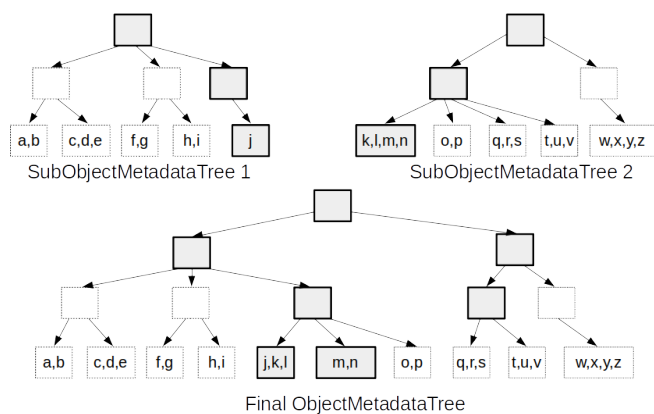 a,b c,d,e f,g h,i j k,l,m,n o,p q,r,s t,u,v w,x,y,z
SubObjectMetadataTree 1 SubObjectMetadataTree 2
a,b c,d,e f,g h,i j,k,l m,n o,p q,r,s t,u,v w,x,y,z
Final ObjectMetadataTree